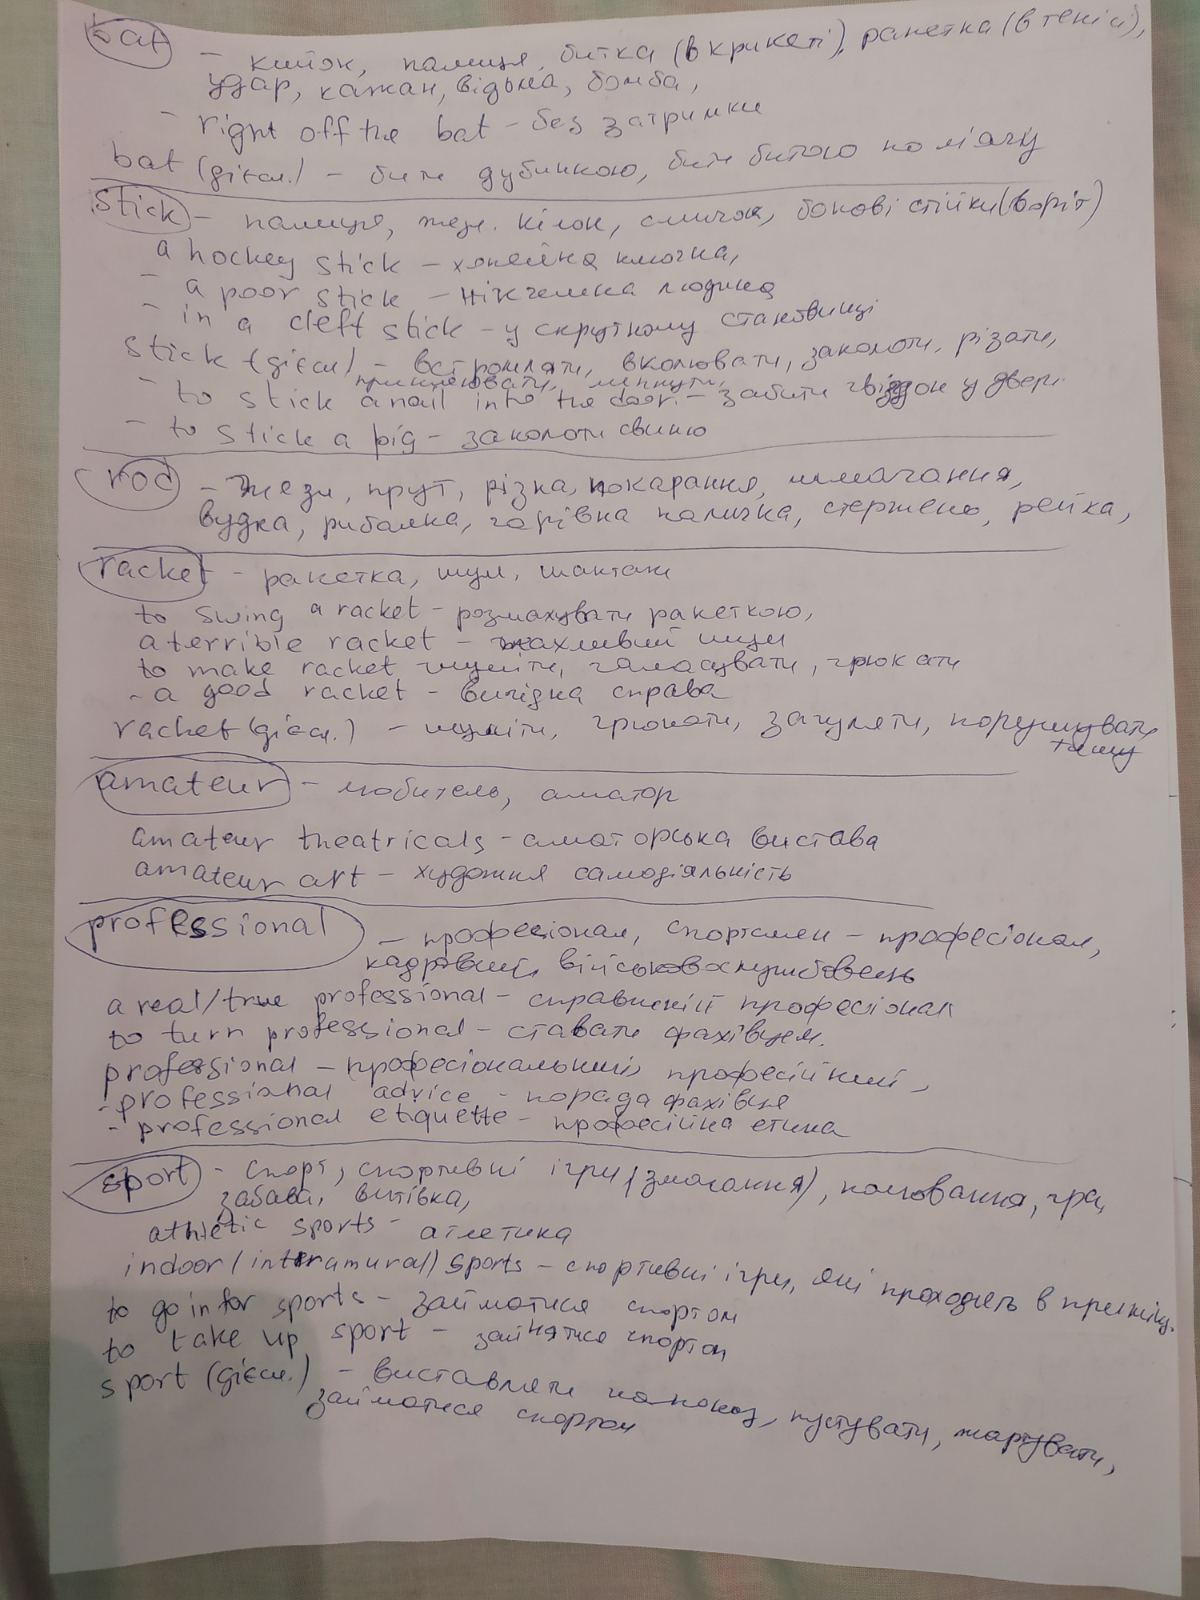 bat
– кийок, палиця, битка (в крикеті), ракетка (в тенісі),
удар, кажан, відьма, бомба,
– right off the bat – без затримки
bat (дієсл.) – бити дубинкою, бити битою по м'ячу
stick – палиця, жезл, кілок, смичок, бокові стійки (воріт)
a hockey stick – хокейна ключка,
– a poor stick – нікчемна людина
– in a cleft stick – у скрутному становищі
stick (дієсл) – встромляти, вколювати, заколоти, різати,
приклеювати, липнути,
– to stick a nail into the door – забити гвіздок у двері
– to stick a pig – заколоти свиню
rod – жезл, прут, різка, покарання, шмагання,
вудка, рибалка, чарівна паличка, стержень, рейка,
racket – ракетка, шум, шантаж
to swing a racket – розмахувати ракеткою,
a terrible racket – жахливий шум
to make racket шуміти, галасувати, грюкати
– a good racket – вигідна справа
racket (дієсл.) – шуміти, грюкати, загуляти, порушувати
тишу
amateur – любитель, аматор
amateur theatricals – аматорська вистава
amateur art – художня самодіяльність
professional – професіонал, спортсмен – професіонал,
кадровий військовослужбовець
a real/true professional – справжній професіонал
to turn professional – ставати фахівцем.
professional – професіональний, професійний,
– professional advice – порада фахівця
– professional etiquette – професійна етика
sport – спорт, спортивні ігри (змагання), полювання, гра,
забава, витівка,
athletic sports – атлетика
indoor (intramural) sports – спортивні ігри, які проходять в приміщ.
to go in for sports – займатися спортом
to take up sport – зайнятися спортом
sport (дієсл.) – виставляти напоказ, пустувати, жартувати,
займатися спортом